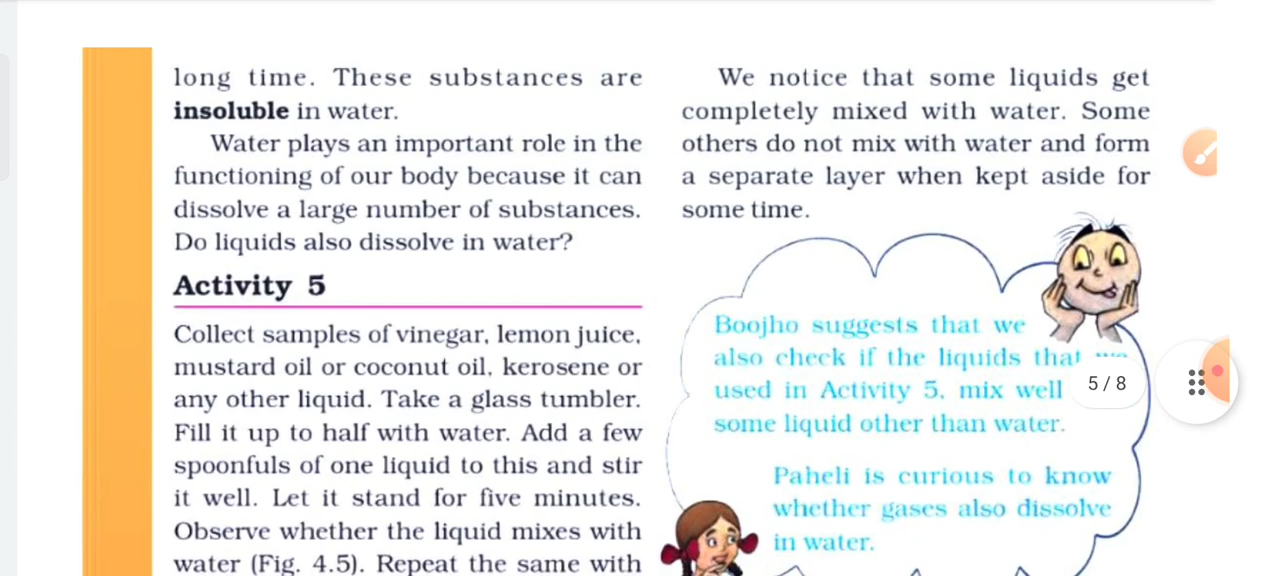 long time. These substances are
insoluble in water.
Water plays an important role in the
functioning of our body because it can
dissolve a large number of substances.
Do liquids also dissolve in water?
Activity 5
Collect samples of vinegar, lemon juice,
mustard oil or coconut oil, kerosene or
any other liquid. Take a glass tumbler.
Fill it up to half with water. Add a few
spoonfuls of one liquid to this and stir
it well. Let it stand for five minutes.
Observe whether the liquid mixes with
water (Fig. 4.5). Repeat the same with
We notice that some liquids get
completely mixed with water. Some
others do not mix with water and form
a separate layer when kept aside for
some time.
Boojho suggests that we
also check if the liquids that
used in Activity 5, mix well
some liquid other than water.
Paheli is curious to know
whether gases also dissolve
in water.
5 / 8